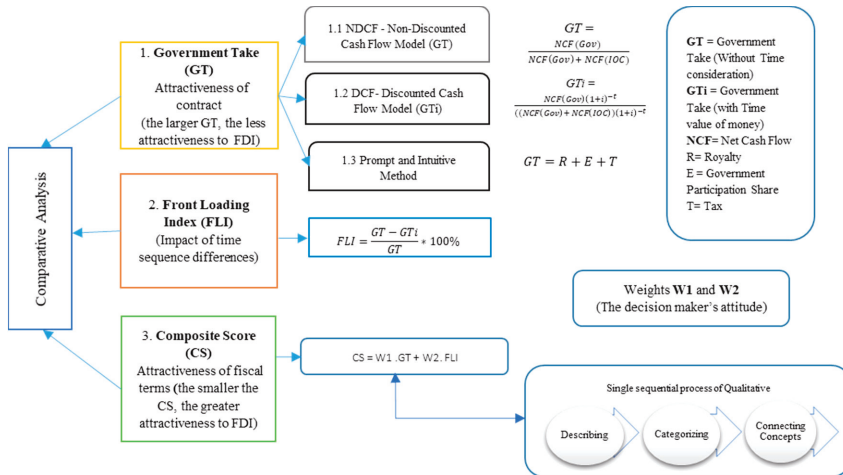 Comparative Analysis
1. Government Take
(GT)
Attractiveness of
contract
(the larger GT, the less
attractiveness to FDI)
1.1 NDCF - Non-Discounted
Cash Flow Model (GT)
GT =
NCF(Gov)
NCF(Gov) + NCF(IOC)
1.2 DCF- Discounted Cash
Flow Model (GTi)
GTi =
NCF(Gov)(1+i)^-t
((NCF(Gov)+NCF(IOC))(1+i)^-t
1.3 Prompt and Intuitive
Method
GT = R + E + T
GT = Government
Take (Without Time
consideration)
GTi = Government
Take (with Time
value of money)
NCF= Net Cash Flow
R= Royalty
E = Government
Participation Share
T= Tax
2. Front Loading
Index (FLI)
(Impact of time
sequence differences)
FLI = GT − GTi
GT
* 100%
Weights W1 and W2
(The decision maker's attitude)
3. Composite Score
(CS)
Attractiveness of fiscal
terms (the smaller the
CS, the greater
attractiveness to FDI)
CS = W1 .GT + W2. FLI
Single sequential process of Qualitative
Describing
Categorizing
Connecting
Concepts